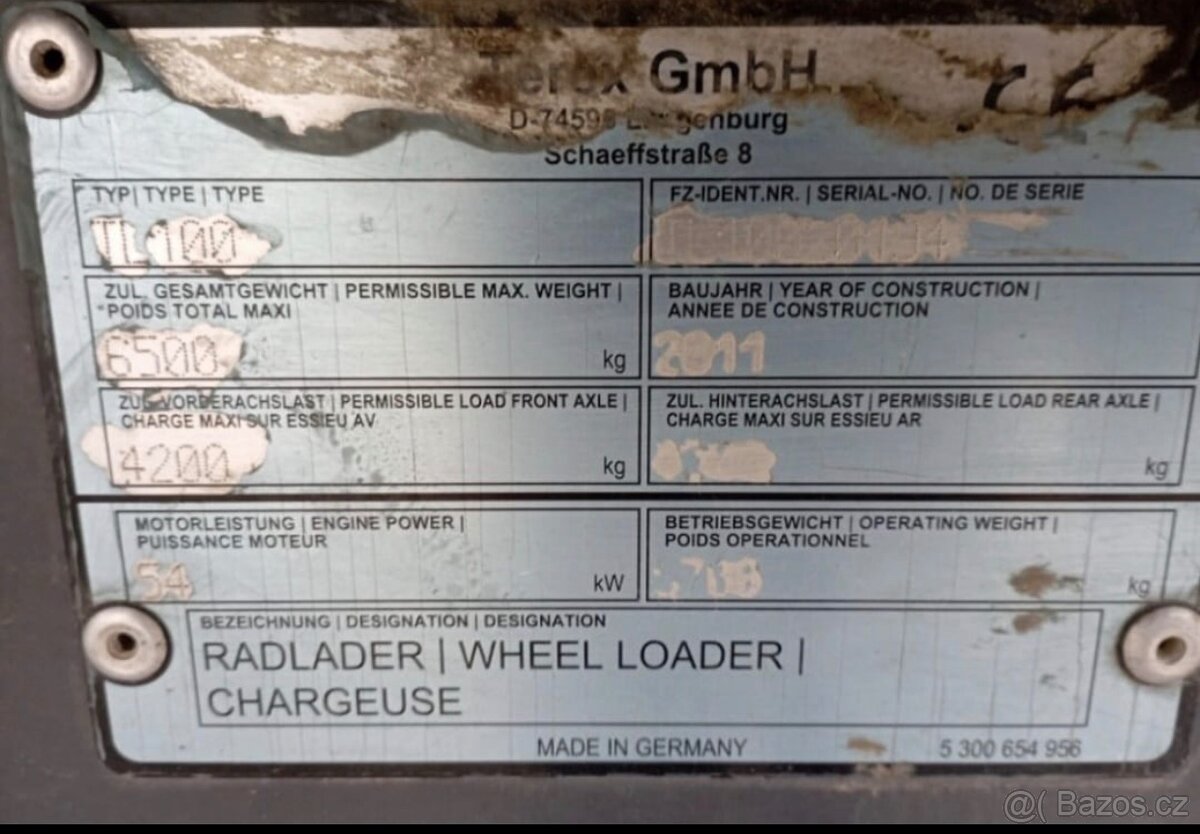 Terex GmbH
D-74595 Langenburg
Schaeffstraße 8
TYP | TYPE | TYPE
TL100
FZ-IDENT.NR. | SERIAL-NO. | NO. DE SERIE
ZUL. GESAMTGEWICHT | PERMISSIBLE MAX. WEIGHT |
POIDS TOTAL MAXI
6500 kg
BAUJAHR | YEAR OF CONSTRUCTION |
ANNEE DE CONSTRUCTION
2011
ZUL. VORDERACHSLAST | PERMISSIBLE LOAD FRONT AXLE |
CHARGE MAXI SUR ESSIEU AV
4200 kg
ZUL. HINTERACHSLAST | PERMISSIBLE LOAD REAR AXLE |
CHARGE MAXI SUR ESSIEU AR
kg
MOTORLEISTUNG | ENGINE POWER |
PUISSANCE MOTEUR
54 kW
BETRIEBSGEWICHT | OPERATING WEIGHT |
POIDS OPERATIONNEL
kg
BEZEICHNUNG | DESIGNATION | DESIGNATION
RADLADER | WHEEL LOADER |
CHARGEUSE
MADE IN GERMANY 5 300 654 956
@( Bazos.cz